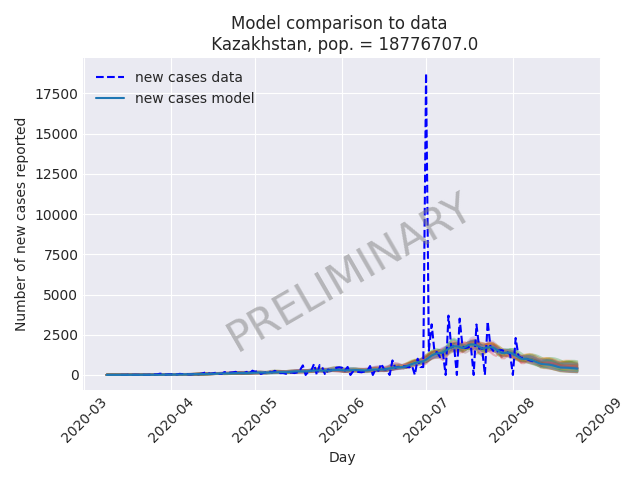 Model comparison to data
Kazakhstan, pop. = 18776707.0
new cases data
new cases model
17500
15000
12500
10000
7500
5000
2500
0
Number of new cases reported
PRELIMINARY
2020-03
2020-04
2020-05
2020-06
2020-07
2020-08
2020-09
Day